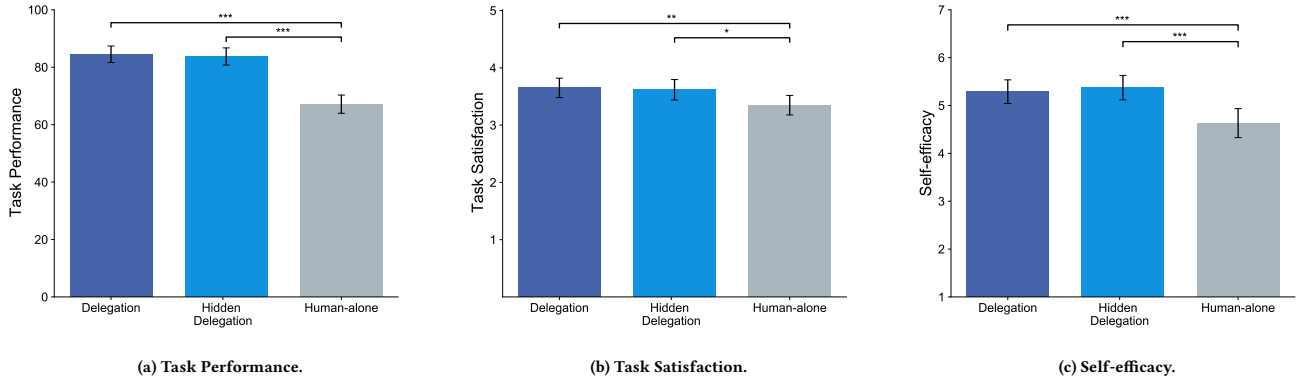 Task Performance
100
80
60
40
20
0
***
***
Delegation
Hidden
Delegation
Human-alone
(a) Task Performance.
Task Satisfaction
5
4
3
2
1
**
*
Delegation
Hidden
Delegation
Human-alone
(b) Task Satisfaction.
Self-efficacy
7
6
5
4
3
2
1
***
***
Delegation
Hidden
Delegation
Human-alone
(c) Self-efficacy.